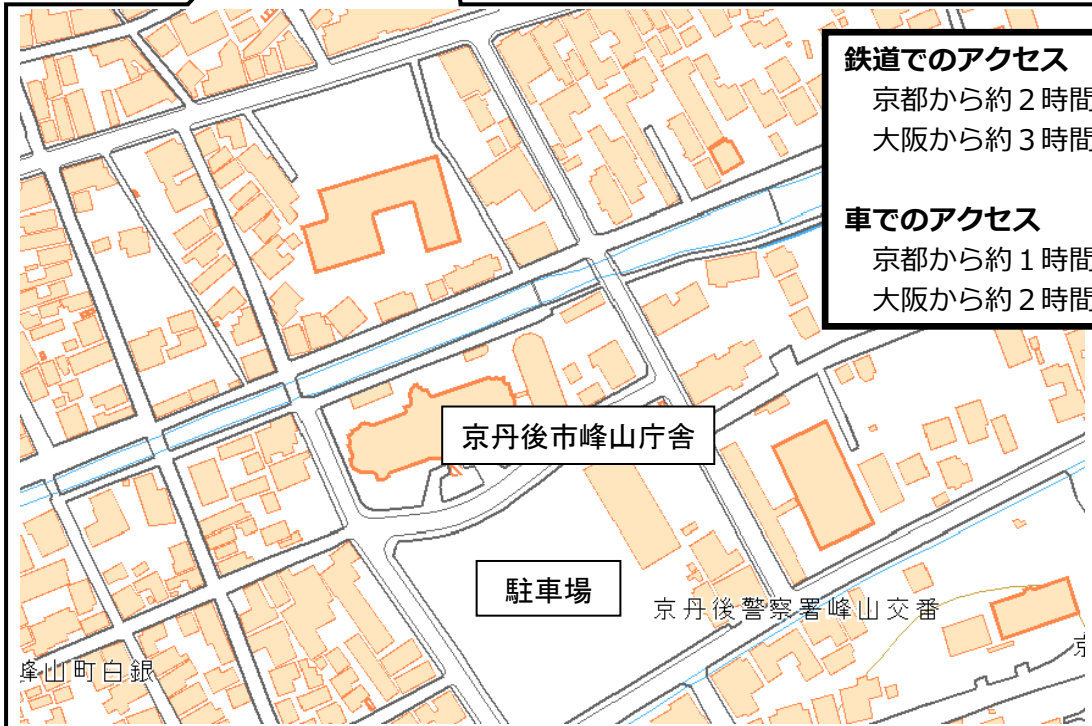 鉄道でのアクセス
京都から約２時間
大阪から約３時間
車でのアクセス
京都から約１時間
大阪から約２時間
京丹後市峰山庁舎
駐車場
京丹後警察署峰山交番
峰山町白銀